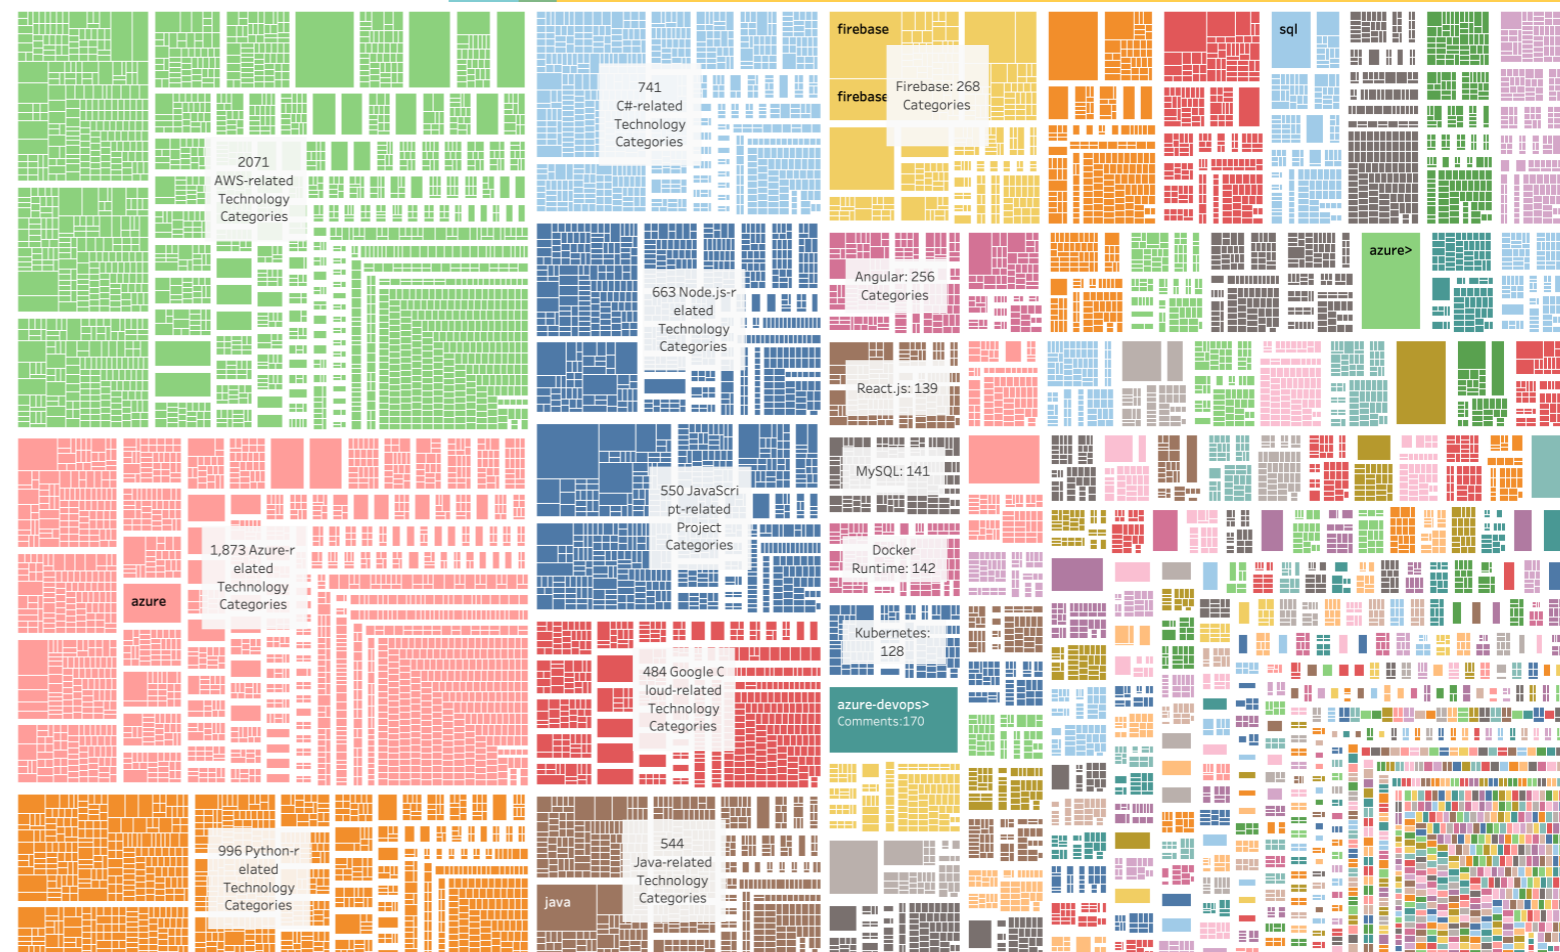 2071
AWS-related
Technology
Categories
741
C#-related
Technology
Categories
firebase
firebase
Firebase: 268
Categories
sql
663 Node.js-r
elated
Technology
Categories
Angular: 256
Categories
azure>
React.js: 139
550 JavaScri
pt-related
Project
Categories
MySQL: 141
Docker
Runtime: 142
1,873 Azure-r
elated
Technology
Categories
azure
Kubernetes:
128
484 Google C
loud-related
Technology
Categories
azure-devops>
Comments:170
996 Python-r
elated
Technology
Categories
544
Java-related
Technology
Categories
java